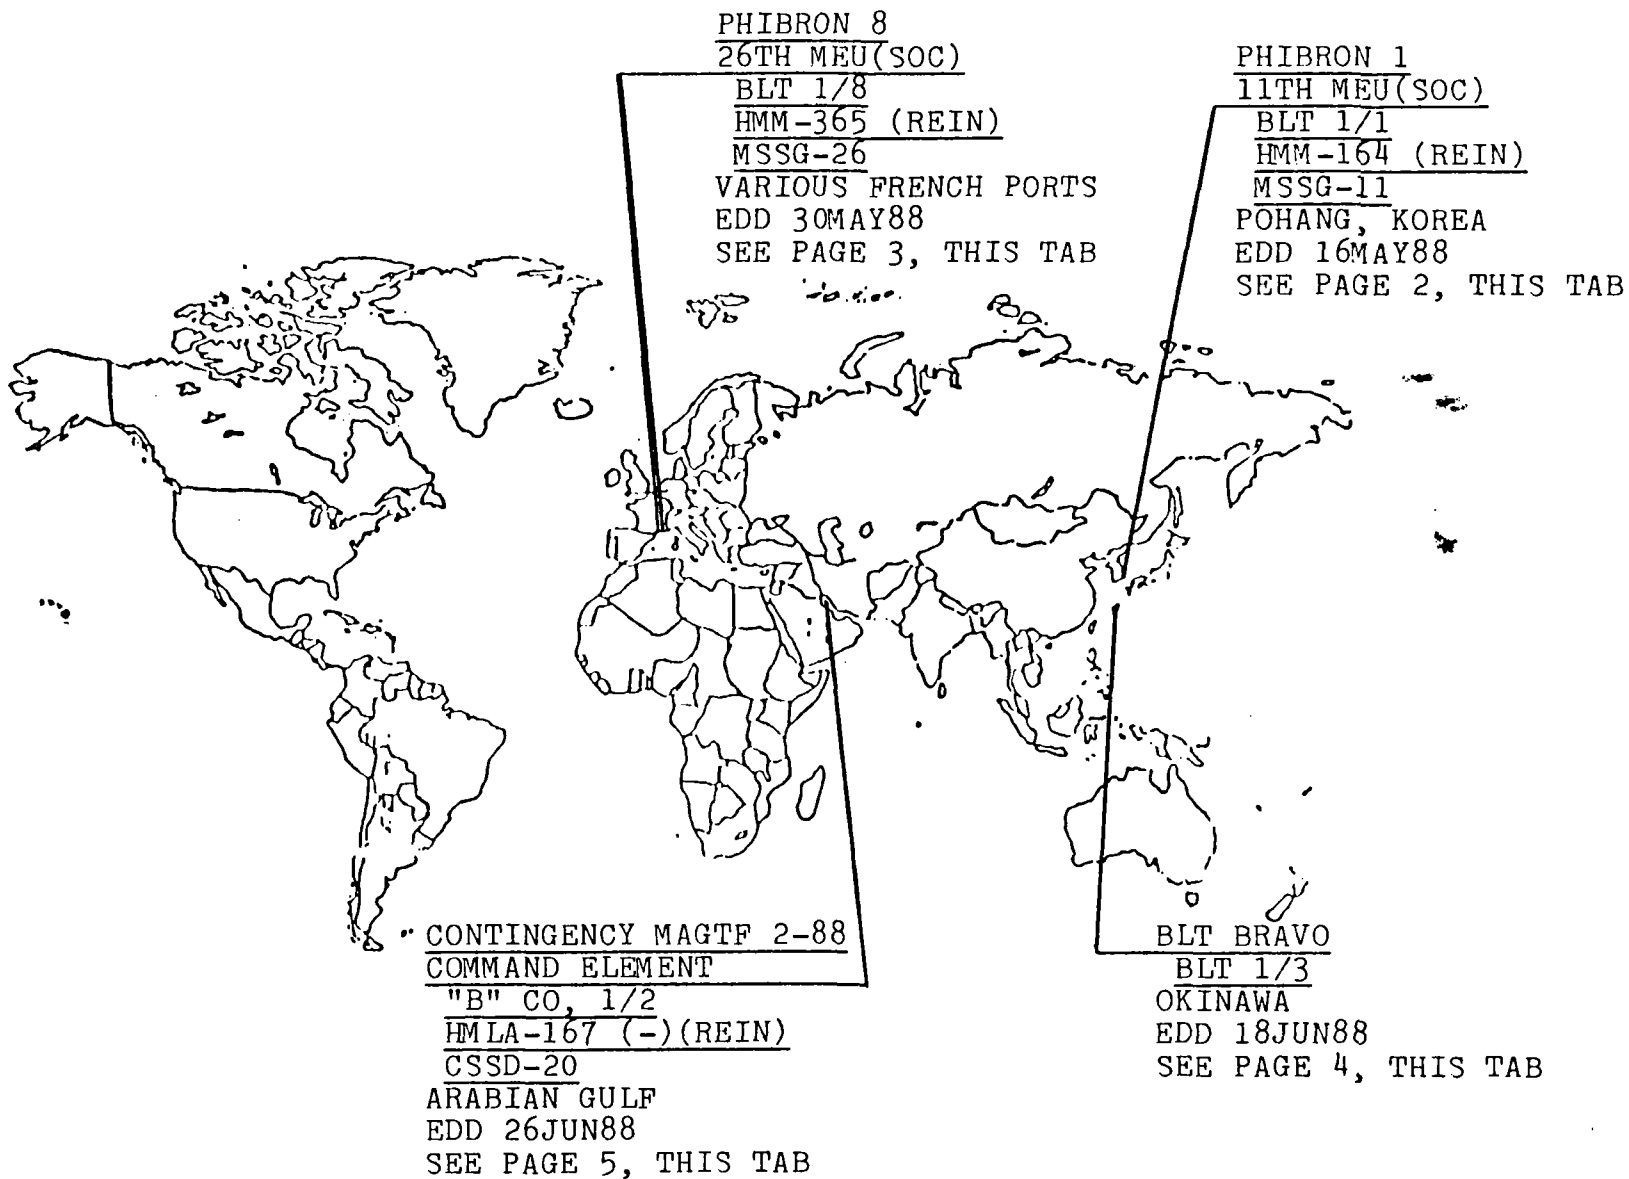 PHIBRON 8
26TH MEU(SOC)
BLT 1/8
HMM-365 (REIN)
MSSG-26
VARIOUS FRENCH PORTS
EDD 30MAY88
SEE PAGE 3, THIS TAB
PHIBRON 1
11TH MEU(SOC)
BLT 1/1
HMM-164 (REIN)
MSSG-11
POHANG, KOREA
EDD 16MAY88
SEE PAGE 2, THIS TAB
CONTINGENCY MAGTF 2-88
COMMAND ELEMENT
"B" CO, 1/2
HMLA-167 (-)(REIN)
CSSD-20
ARABIAN GULF
EDD 26JUN88
SEE PAGE 5, THIS TAB
BLT BRAVO
BLT 1/3
OKINAWA
EDD 18JUN88
SEE PAGE 4, THIS TAB